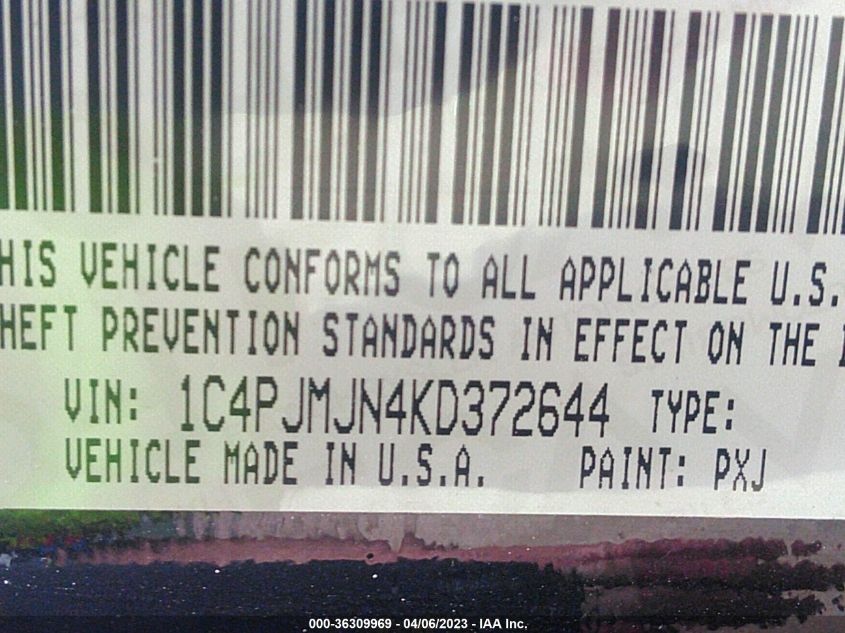 HIS VEHICLE CONFORMS TO ALL APPLICABLE U.S.
HEFT PREVENTION STANDARDS IN EFFECT ON THE
VIN: 1C4PJMJN4KD372644 TYPE:
VEHICLE MADE IN U.S.A. PAINT: PXJ
000-36309969 - 04/06/2023 - IAA Inc.